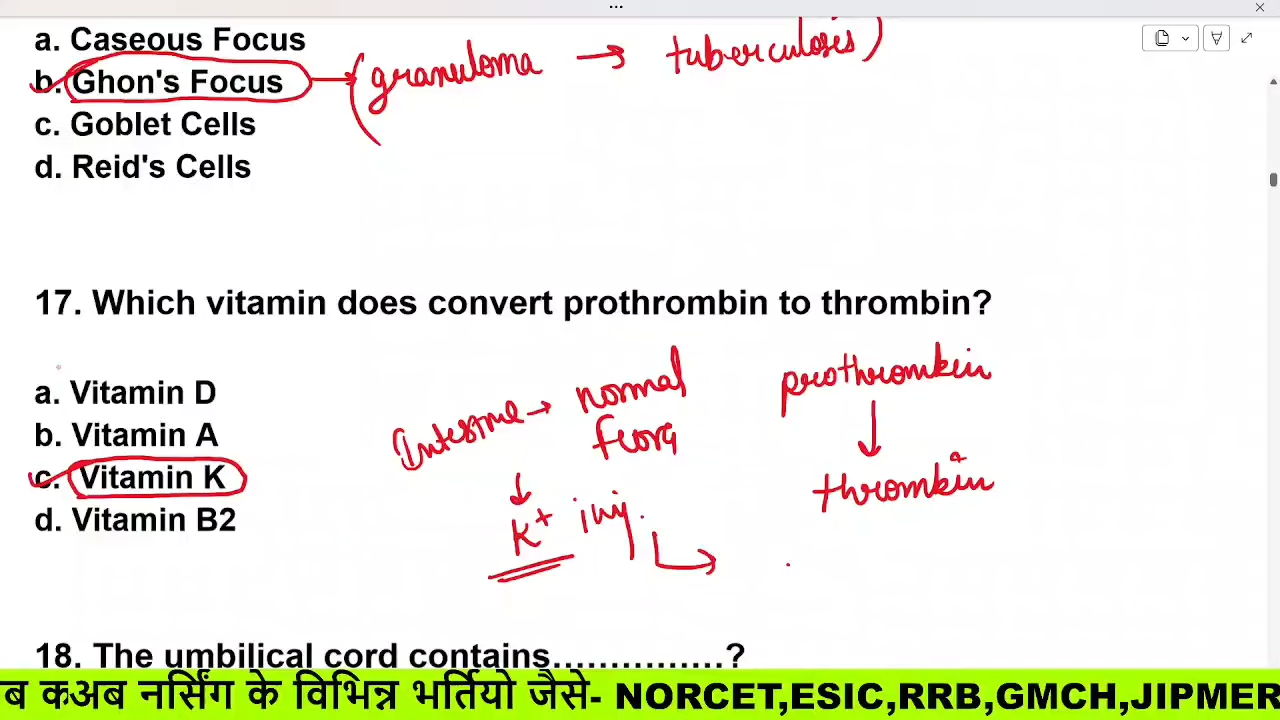 a. Caseous Focus
b. Ghon's Focus
(granuloma → tuberculosis)
c. Goblet Cells
d. Reid's Cells
17. Which vitamin does convert prothrombin to thrombin?
a. Vitamin D
b. Vitamin A
c. Vitamin K
d. Vitamin B2
Intestine → normal
flora
K+ inj.
prothrombin
↓
thrombin
18. The umbilical cord contains...............?
ब कअब नर्सिंग के विभिन्न भर्तियो जैसे- NORCET,ESIC,RRB,GMCH,JIPMER